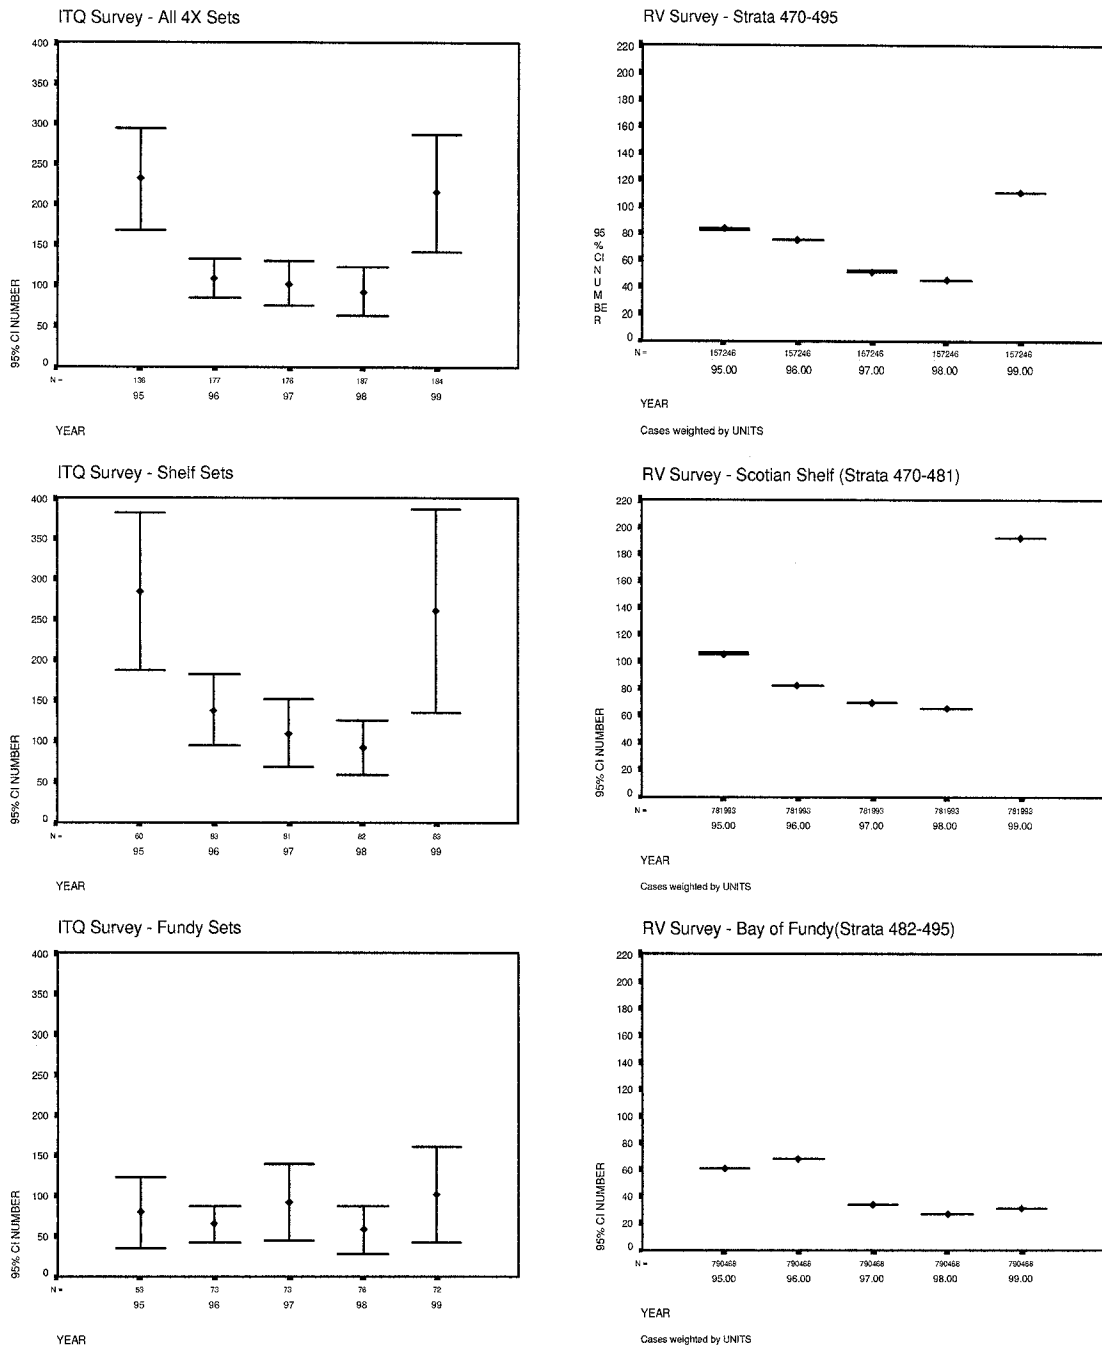 ITQ Survey - All 4X Sets
400
350
300
250
200
150
100
50
0
95% CI NUMBER
N =
136 177 176 187 184
95 96 97 98 99
YEAR
RV Survey - Strata 470-495
220
200
180
160
140
120
100
80
60
40
20
0
95
%
CI
N
U
M
BE
R
N =
157246 157246 157246 157246 157246
95.00 96.00 97.00 98.00 99.00
YEAR
Cases weighted by UNITS
ITQ Survey - Shelf Sets
400
350
300
250
200
150
100
50
0
95% CI NUMBER
N =
60 83 81 82 83
95 96 97 98 99
YEAR
RV Survey - Scotian Shelf (Strata 470-481)
220
200
180
160
140
120
100
80
60
40
20
0
95% CI NUMBER
N =
781993 781993 781993 781993 781993
95.00 96.00 97.00 98.00 99.00
YEAR
Cases weighted by UNITS
ITQ Survey - Fundy Sets
400
350
300
250
200
150
100
50
0
95% CI NUMBER
N =
53 73 73 76 72
95 96 97 98 99
YEAR
RV Survey - Bay of Fundy(Strata 482-495)
220
200
180
160
140
120
100
80
60
40
20
0
95% CI NUMBER
N =
790468 790468 790468 790468 790468
95.00 96.00 97.00 98.00 99.00
YEAR
Cases weighted by UNITS